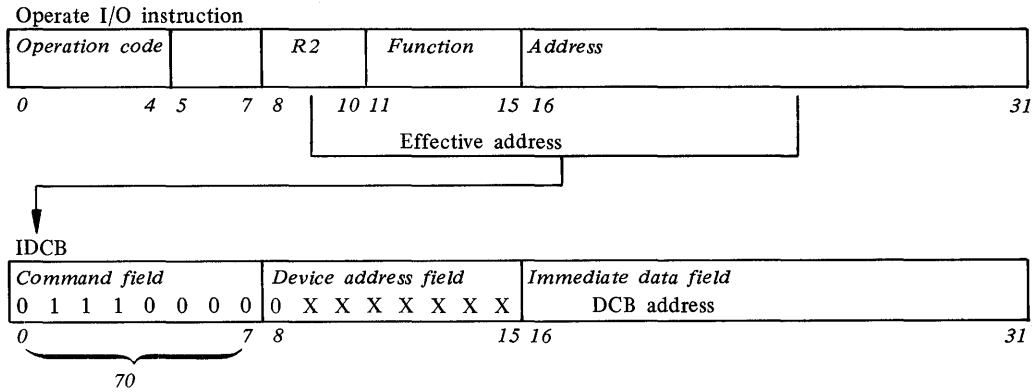 Operate I/O instruction
Operation code R2 Function Address
0 4 5 7 8 10 11 15 16 31
Effective address
IDCB
Command field Device address field Immediate data field
0 1 1 1 0 0 0 0 0 X X X X X X X DCB address
0 7 8 15 16 31
70